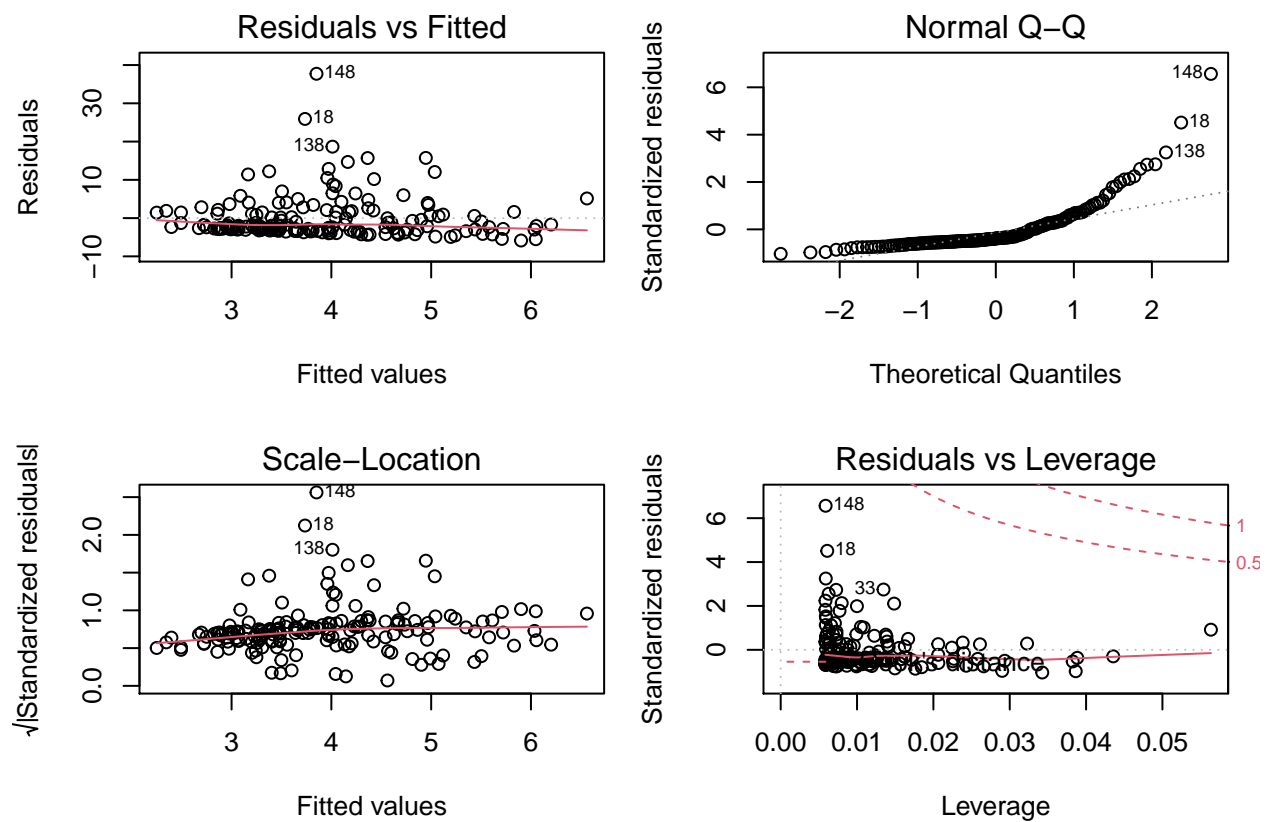 Residuals vs Fitted
Residuals
−10 10 30
148
18
138
3 4 5 6
Fitted values
Normal Q−Q
Standardized residuals
0 2 4 6
148
18
138
−2 −1 0 1 2
Theoretical Quantiles
Scale−Location
√|Standardized residuals|
0.0 1.0 2.0
148
18
138
3 4 5 6
Fitted values
Residuals vs Leverage
Standardized residuals
0 2 4 6
148
18
33
1
0.5
0.00 0.01 0.02 0.03 0.04 0.05
Leverage